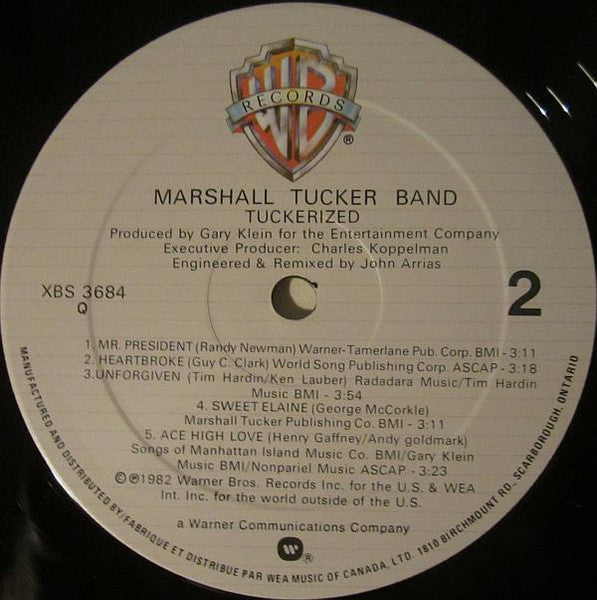 WB
RECORDS
®
MARSHALL TUCKER BAND
TUCKERIZED
Produced by Gary Klein for the Entertainment Company
Executive Producer: Charles Koppelman
Engineered & Remixed by John Arrias
XBS 3684
Q
2
1. MR. PRESIDENT (Randy Newman) Warner-Tamerlane Pub. Corp. BMI - 3:11
2. HEARTBROKE (Guy C. Clark) World Song Publishing Corp. ASCAP - 3:18
3. UNFORGIVEN (Tim Hardin/Ken Lauber) Radadara Music/Tim Hardin
Music BMI - 3:54
4. SWEET ELAINE (George McCorkle)
Marshall Tucker Publishing Co. BMI - 3:11
5. ACE HIGH LOVE (Henry Gaffney/Andy goldmark)
Songs of Manhattan Island Music Co. BMI/Gary Klein
Music BMI/Nonpariel Music ASCAP - 3:23
©℗1982 Warner Bros. Records Inc. for the U.S. & WEA
Int. Inc. for the world outside of the U.S.
a Warner Communications Company
®
MANUFACTURED AND DISTRIBUTED BY/FABRIQUE ET DISTRIBUE PAR WEA MUSIC OF CANADA, LTD. 1810 BIRCHMOUNT RD., SCARBOROUGH, ONTARIO